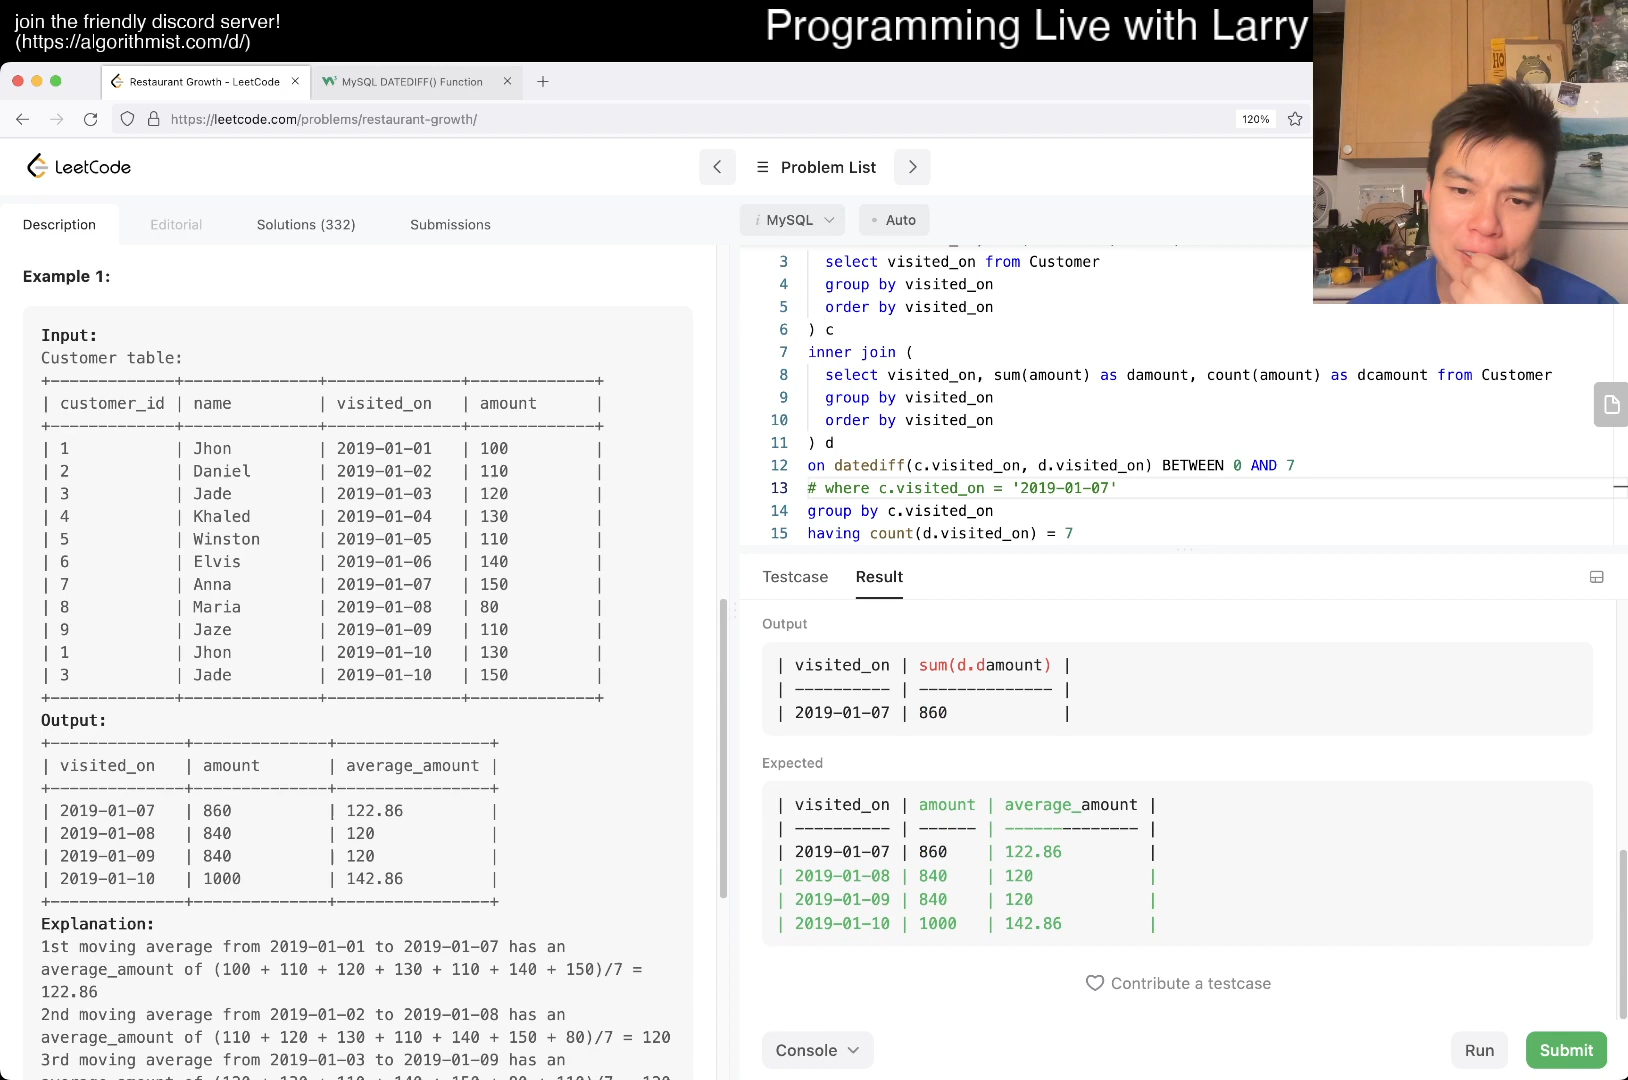 join the friendly discord server!
(https://algorithmist.com/d/)
Programming Live with Larry
Restaurant Growth - LeetCode
MySQL DATEDIFF() Function
https://leetcode.com/problems/restaurant-growth/
120%
LeetCode
Problem List
Description
Editorial
Solutions (332)
Submissions
i MySQL
• Auto
Example 1:
Input:
Customer table:
+-------------+--------------+--------------+-------------+
| customer_id | name         | visited_on   | amount      |
+-------------+--------------+--------------+-------------+
| 1           | Jhon         | 2019-01-01   | 100         |
| 2           | Daniel       | 2019-01-02   | 110         |
| 3           | Jade         | 2019-01-03   | 120         |
| 4           | Khaled       | 2019-01-04   | 130         |
| 5           | Winston      | 2019-01-05   | 110         |
| 6           | Elvis        | 2019-01-06   | 140         |
| 7           | Anna         | 2019-01-07   | 150         |
| 8           | Maria        | 2019-01-08   | 80          |
| 9           | Jaze         | 2019-01-09   | 110         |
| 1           | Jhon         | 2019-01-10   | 130         |
| 3           | Jade         | 2019-01-10   | 150         |
+-------------+--------------+--------------+-------------+
Output:
+--------------+--------------+----------------+
| visited_on   | amount       | average_amount |
+--------------+--------------+----------------+
| 2019-01-07   | 860          | 122.86         |
| 2019-01-08   | 840          | 120            |
| 2019-01-09   | 840          | 120            |
| 2019-01-10   | 1000         | 142.86         |
+--------------+--------------+----------------+
Explanation:
1st moving average from 2019-01-01 to 2019-01-07 has an
average_amount of (100 + 110 + 120 + 130 + 110 + 140 + 150)/7 =
122.86
2nd moving average from 2019-01-02 to 2019-01-08 has an
average_amount of (110 + 120 + 130 + 110 + 140 + 150 + 80)/7 = 120
3rd moving average from 2019-01-03 to 2019-01-09 has an
3 select visited_on from Customer
4 group by visited_on
5 order by visited_on
6 ) c
7 inner join (
8 select visited_on, sum(amount) as damount, count(amount) as dcamount from Customer
9 group by visited_on
10 order by visited_on
11 ) d
12 on datediff(c.visited_on, d.visited_on) BETWEEN 0 AND 7
13 # where c.visited_on = '2019-01-07'
14 group by c.visited_on
15 having count(d.visited_on) = 7
Testcase
Result
Output
| visited_on | sum(d.damount) |
| ---------- | -------------- |
| 2019-01-07 | 860            |
Expected
| visited_on | amount | average_amount |
| ---------- | ------ | -------------- |
| 2019-01-07 | 860    | 122.86         |
| 2019-01-08 | 840    | 120            |
| 2019-01-09 | 840    | 120            |
| 2019-01-10 | 1000   | 142.86         |
Contribute a testcase
Console
Run
Submit